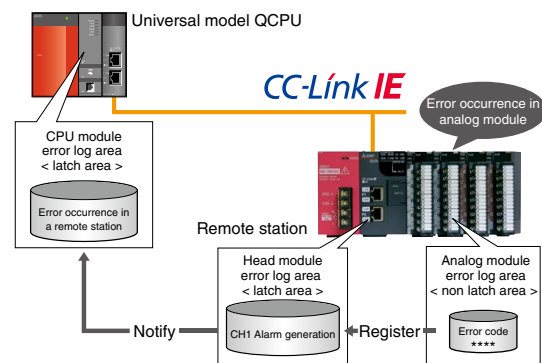 Universal model QCPU
CC-Link IE
Error occurrence in
analog module
CPU module
error log area
< latch area >
Error occurrence in
a remote station
Remote station
Head module
error log area
< latch area >
Analog module
error log area
< non latch area >
Notify
CH1 Alarm generation
Register
Error code
****